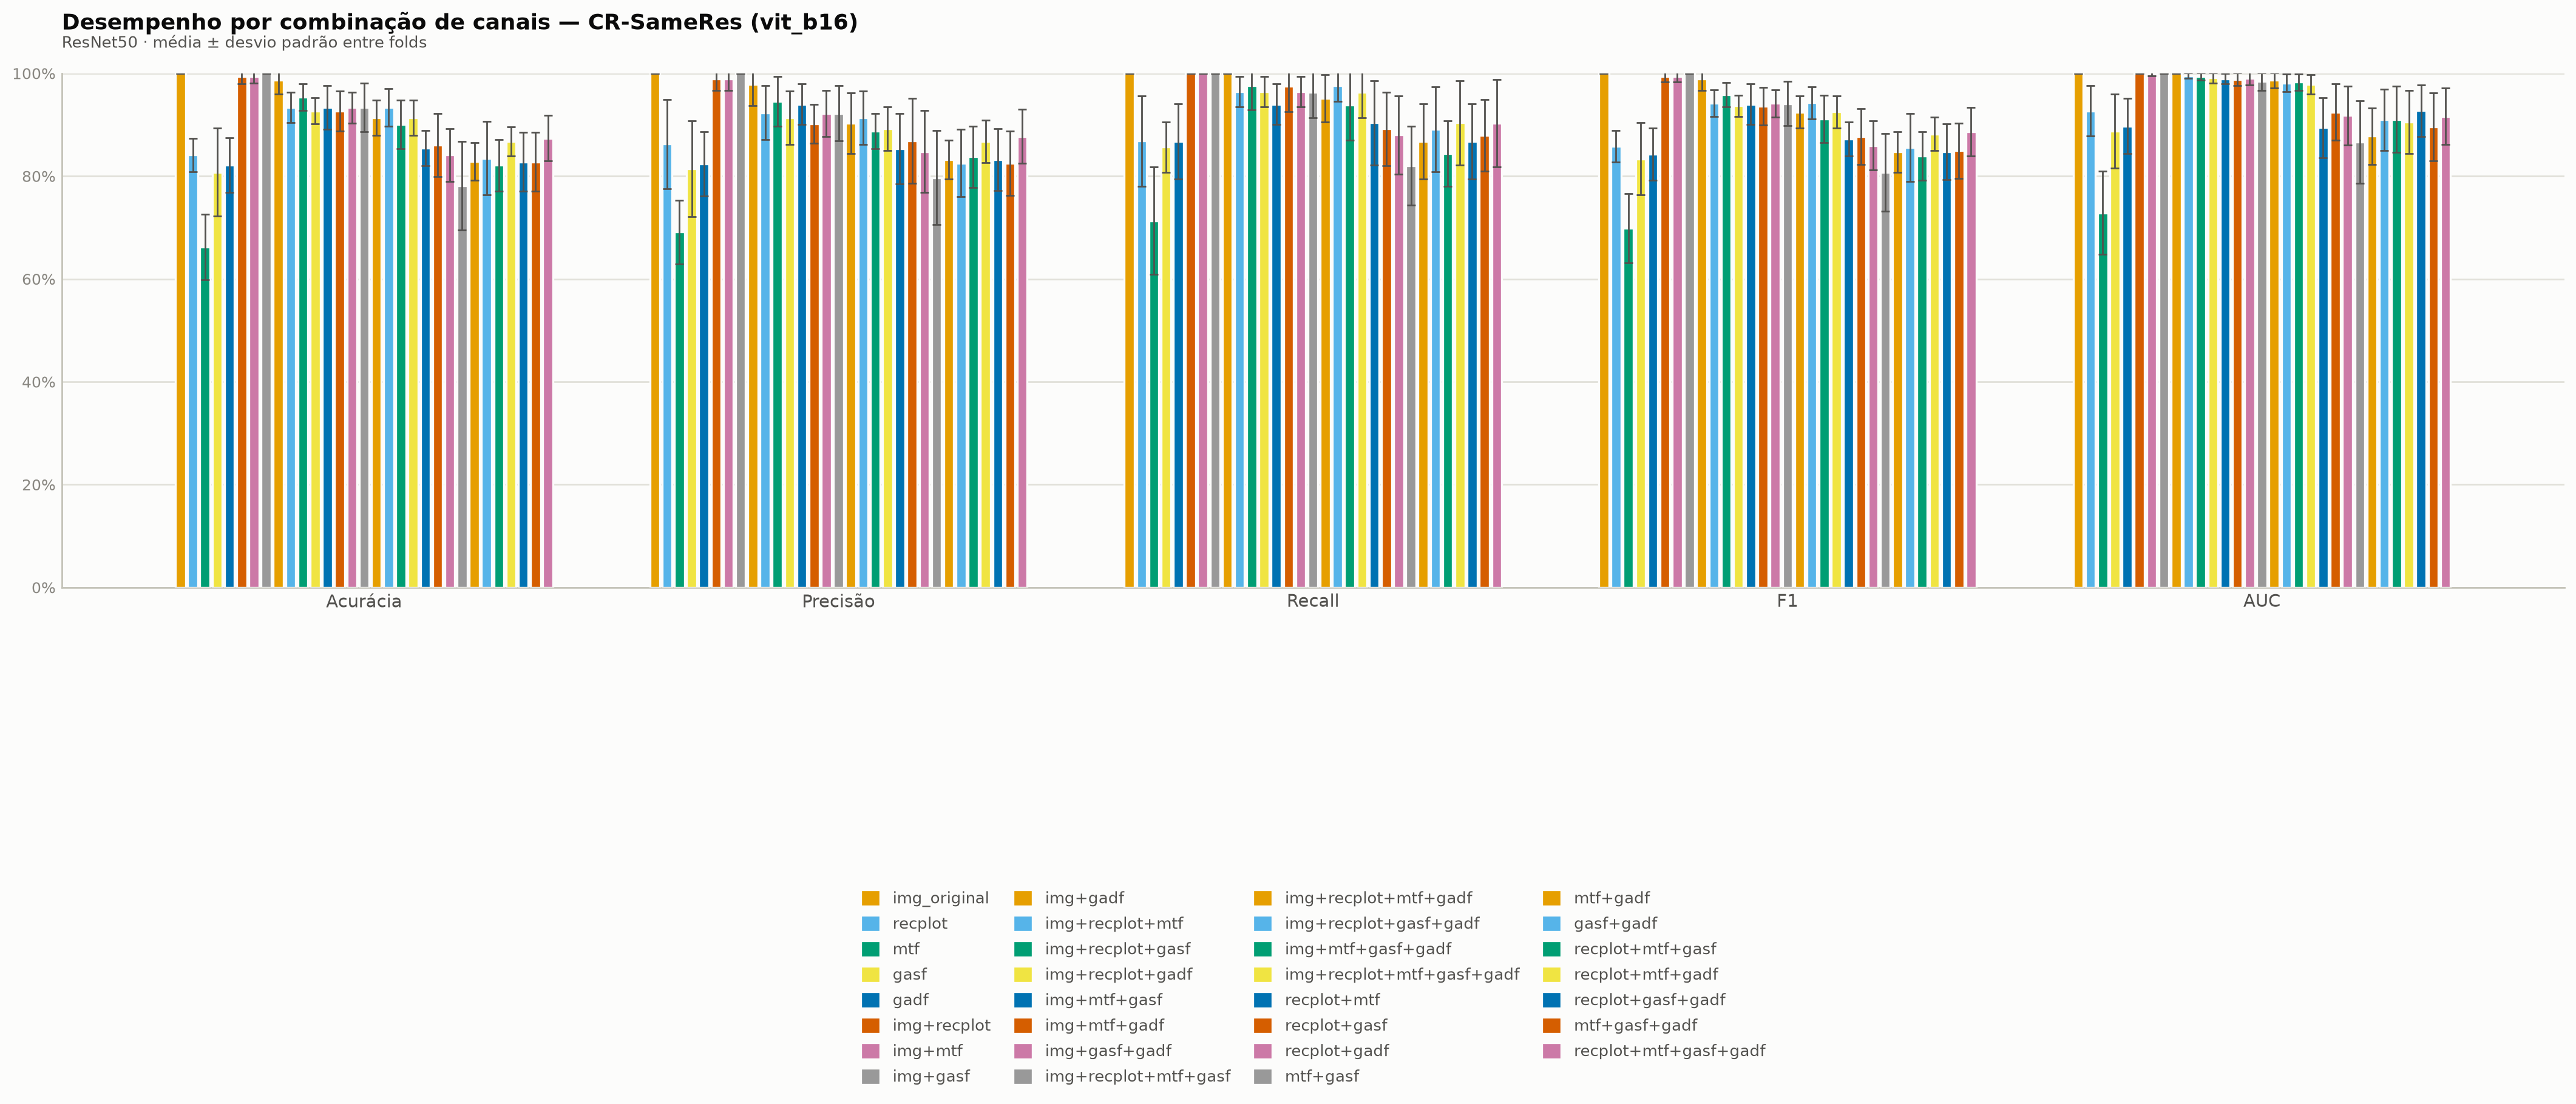 Desempenho por combinação de canais — CR-SameRes (vit_b16)
ResNet50 · média ± desvio padrão entre folds
100%
80%
60%
40%
20%
0%
Acurácia
Precisão
Recall
F1
AUC
img_original
recplot
mtf
gasf
gadf
img+recplot
img+mtf
img+gasf
img+gadf
img+recplot+mtf
img+recplot+gasf
img+recplot+gadf
img+mtf+gasf
img+mtf+gadf
img+gasf+gadf
img+recplot+mtf+gasf
img+recplot+mtf+gadf
img+recplot+gasf+gadf
img+mtf+gasf+gadf
img+recplot+mtf+gasf+gadf
recplot+mtf
recplot+gasf
recplot+gadf
mtf+gasf
mtf+gadf
gasf+gadf
recplot+mtf+gasf
recplot+mtf+gadf
recplot+gasf+gadf
mtf+gasf+gadf
recplot+mtf+gasf+gadf